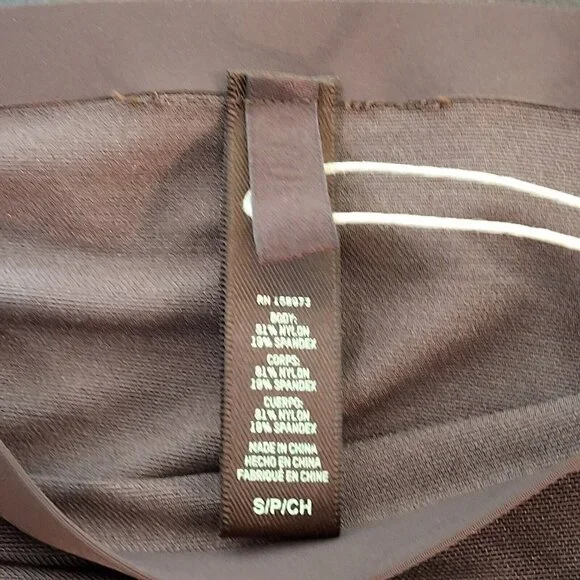 RN 158973
BODY:
81% NYLON
19% SPANDEX
CORPS:
81% NYLON
19% SPANDEX
CUERPO:
81% NYLON
19% SPANDEX
MADE IN CHINA
HECHO EN CHINA
FABRIQUÉ EN CHINE
S/P/CH